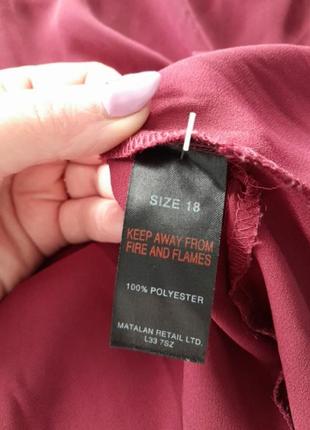 SIZE 18
KEEP AWAY FROM
FIRE AND FLAMES
100% POLYESTER
MATALAN RETAIL LTD.
L33 7SZ